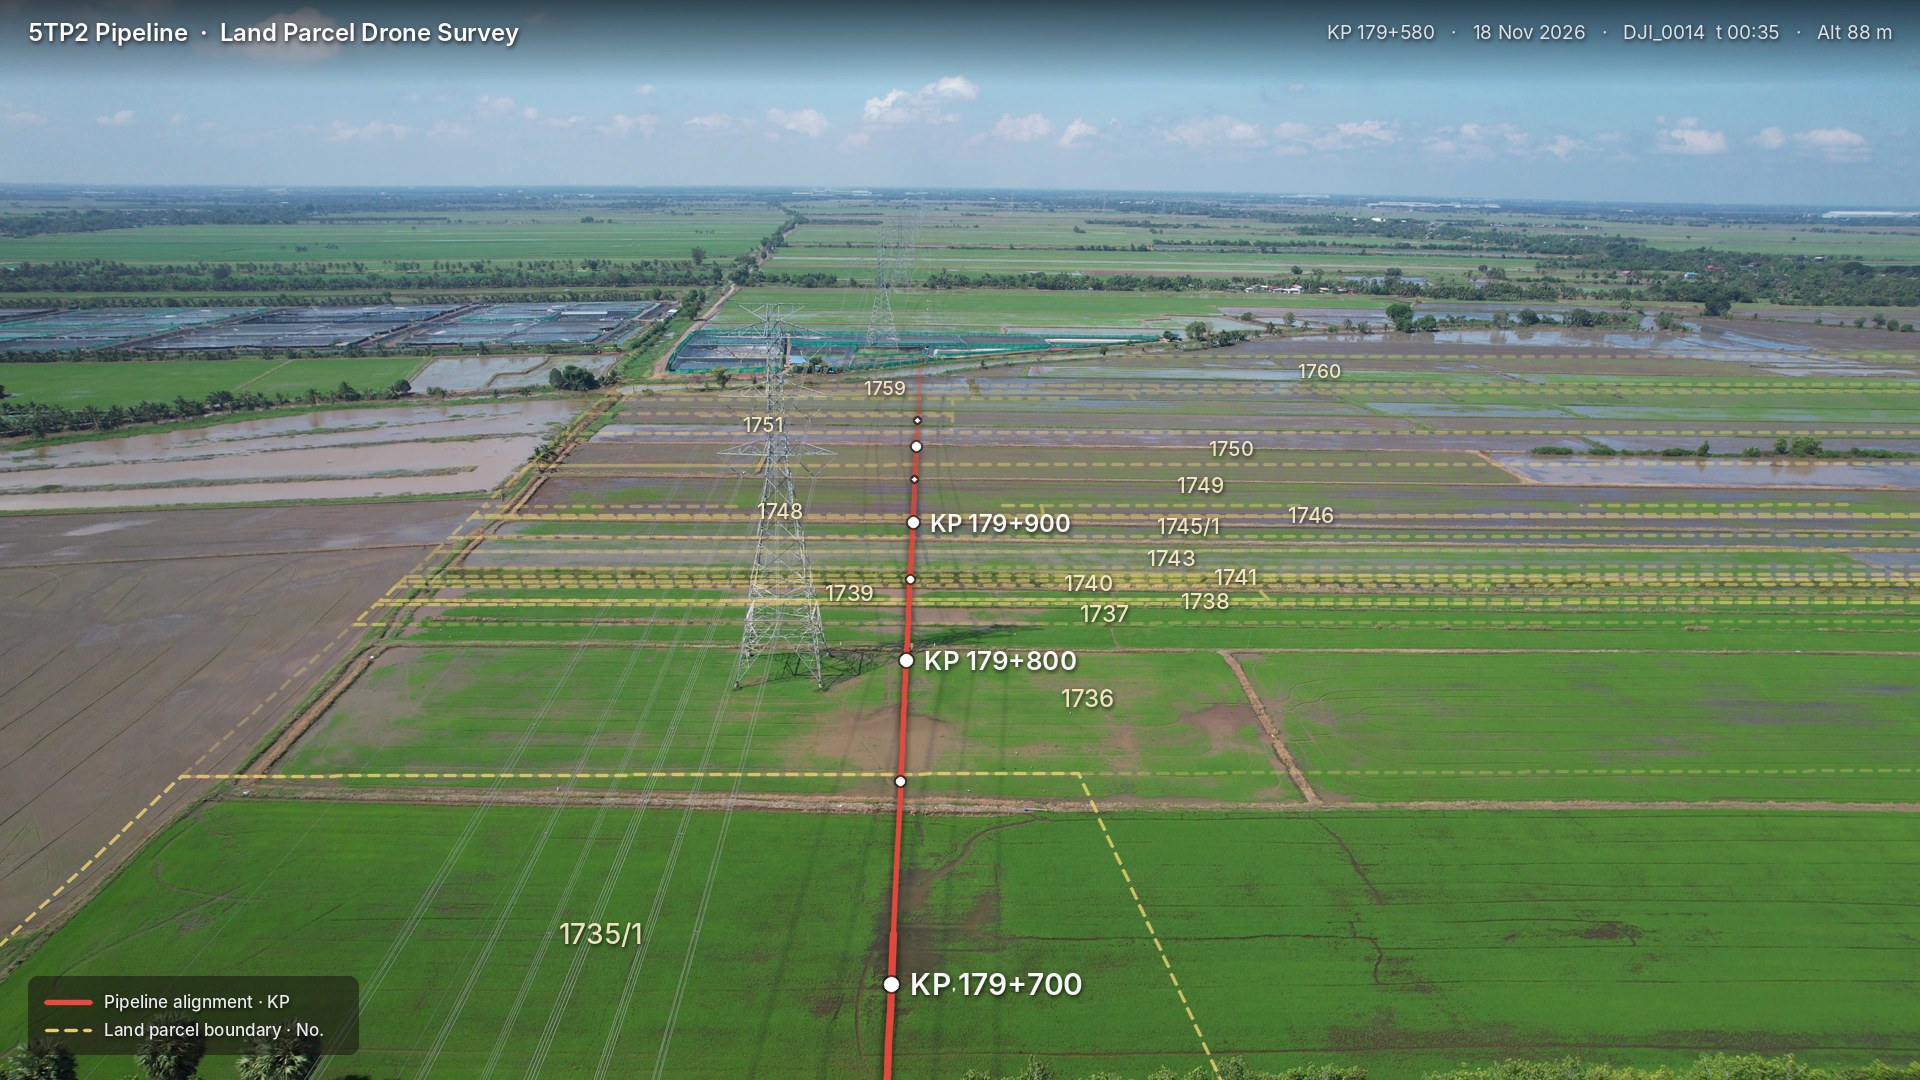 5TP2 Pipeline · Land Parcel Drone Survey
KP 179+580 · 18 Nov 2026 · DJI_0014 t 00:35 · Alt 88 m
1760
1759
1751
1750
1749
1748
KP 179+900
1746
1745/1
1743
1741
1740
1739
1738
1737
KP 179+800
1736
1735/1
KP 179+700
Pipeline alignment · KP
Land parcel boundary · No.